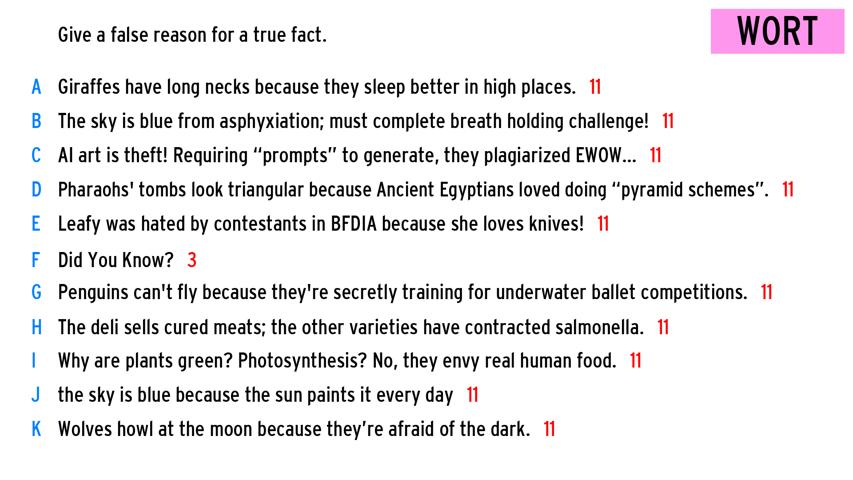 Give a false reason for a true fact.
WORT
A Giraffes have long necks because they sleep better in high places. 11
B The sky is blue from asphyxiation; must complete breath holding challenge! 11
C AI art is theft! Requiring “prompts” to generate, they plagiarized EWOW... 11
D Pharaohs' tombs look triangular because Ancient Egyptians loved doing “pyramid schemes”. 11
E Leafy was hated by contestants in BFDIA because she loves knives! 11
F Did You Know? 3
G Penguins can't fly because they're secretly training for underwater ballet competitions. 11
H The deli sells cured meats; the other varieties have contracted salmonella. 11
I Why are plants green? Photosynthesis? No, they envy real human food. 11
J the sky is blue because the sun paints it every day 11
K Wolves howl at the moon because they’re afraid of the dark. 11